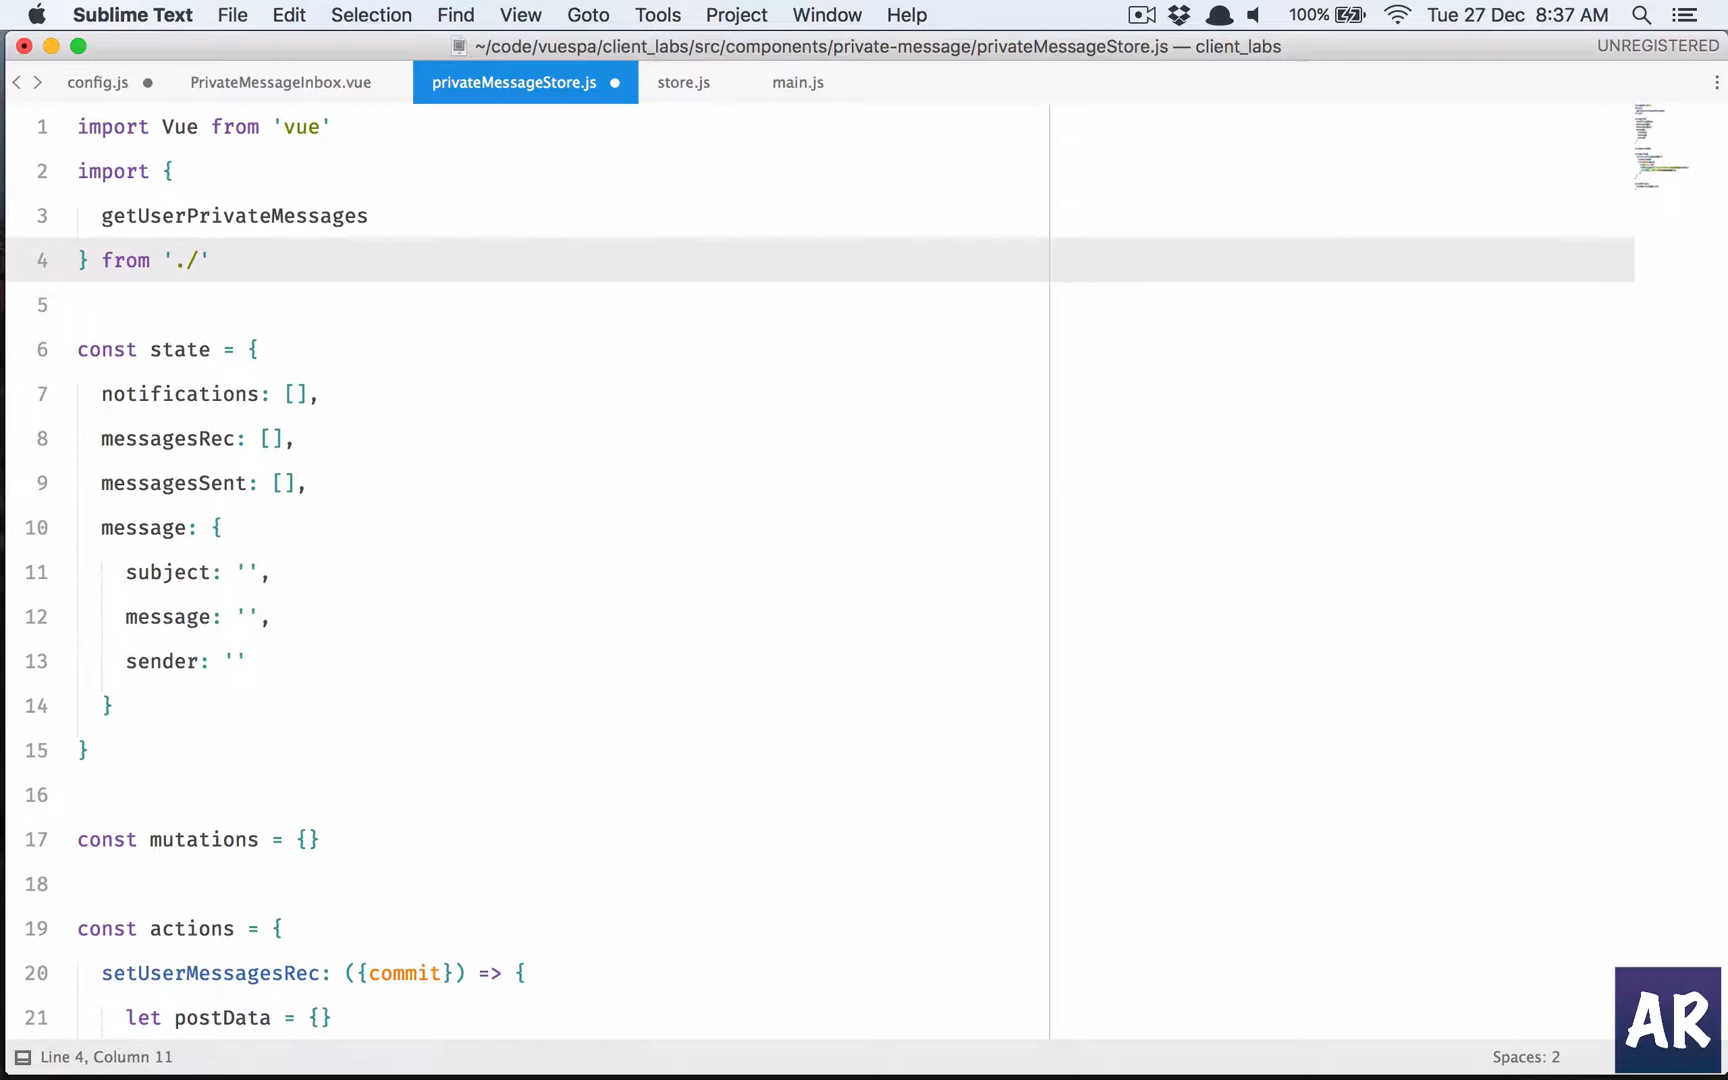 Sublime Text File Edit Selection Find View Goto Tools Project Window Help 100% Tue 27 Dec 8:37 AM
~/code/vuespa/client_labs/src/components/private-message/privateMessageStore.js — client_labs UNREGISTERED
config.js PrivateMessageInbox.vue privateMessageStore.js store.js main.js
1 import Vue from 'vue'
2 import {
3 getUserPrivateMessages
4 } from './'
5
6 const state = {
7 notifications: [],
8 messagesRec: [],
9 messagesSent: [],
10 message: {
11 subject: '',
12 message: '',
13 sender: ''
14 }
15 }
16
17 const mutations = {}
18
19 const actions = {
20 setUserMessagesRec: ({commit}) => {
21 let postData = {}
AR
Line 4, Column 11 Spaces: 2